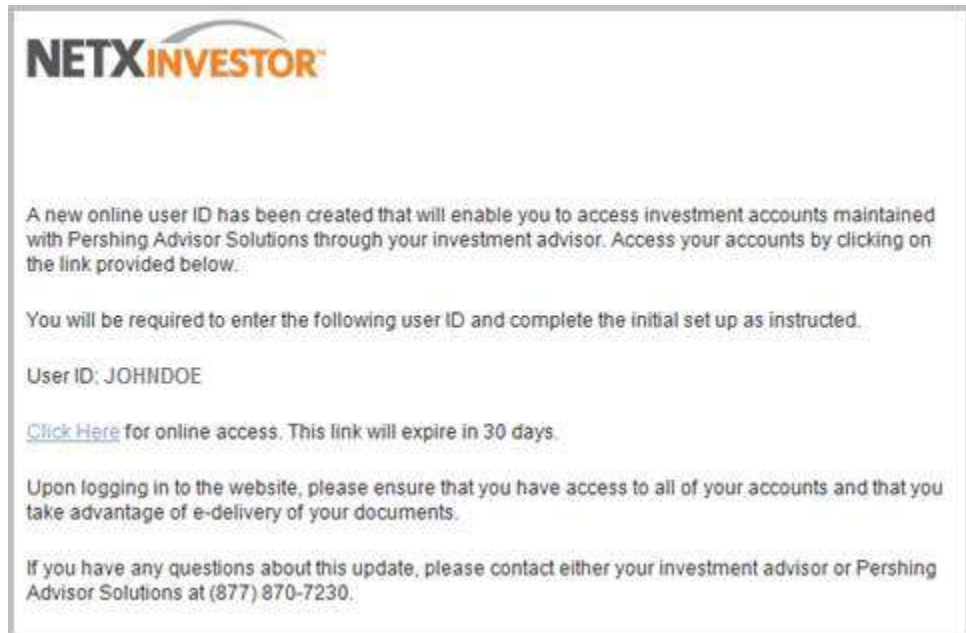 NETXINVESTOR™
A new online user ID has been created that will enable you to access investment accounts maintained
with Pershing Advisor Solutions through your investment advisor. Access your accounts by clicking on
the link provided below.
You will be required to enter the following user ID and complete the initial set up as instructed.
User ID: JOHNDOE
Click Here for online access. This link will expire in 30 days.
Upon logging in to the website, please ensure that you have access to all of your accounts and that you
take advantage of e-delivery of your documents.
If you have any questions about this update, please contact either your investment advisor or Pershing
Advisor Solutions at (877) 870-7230.